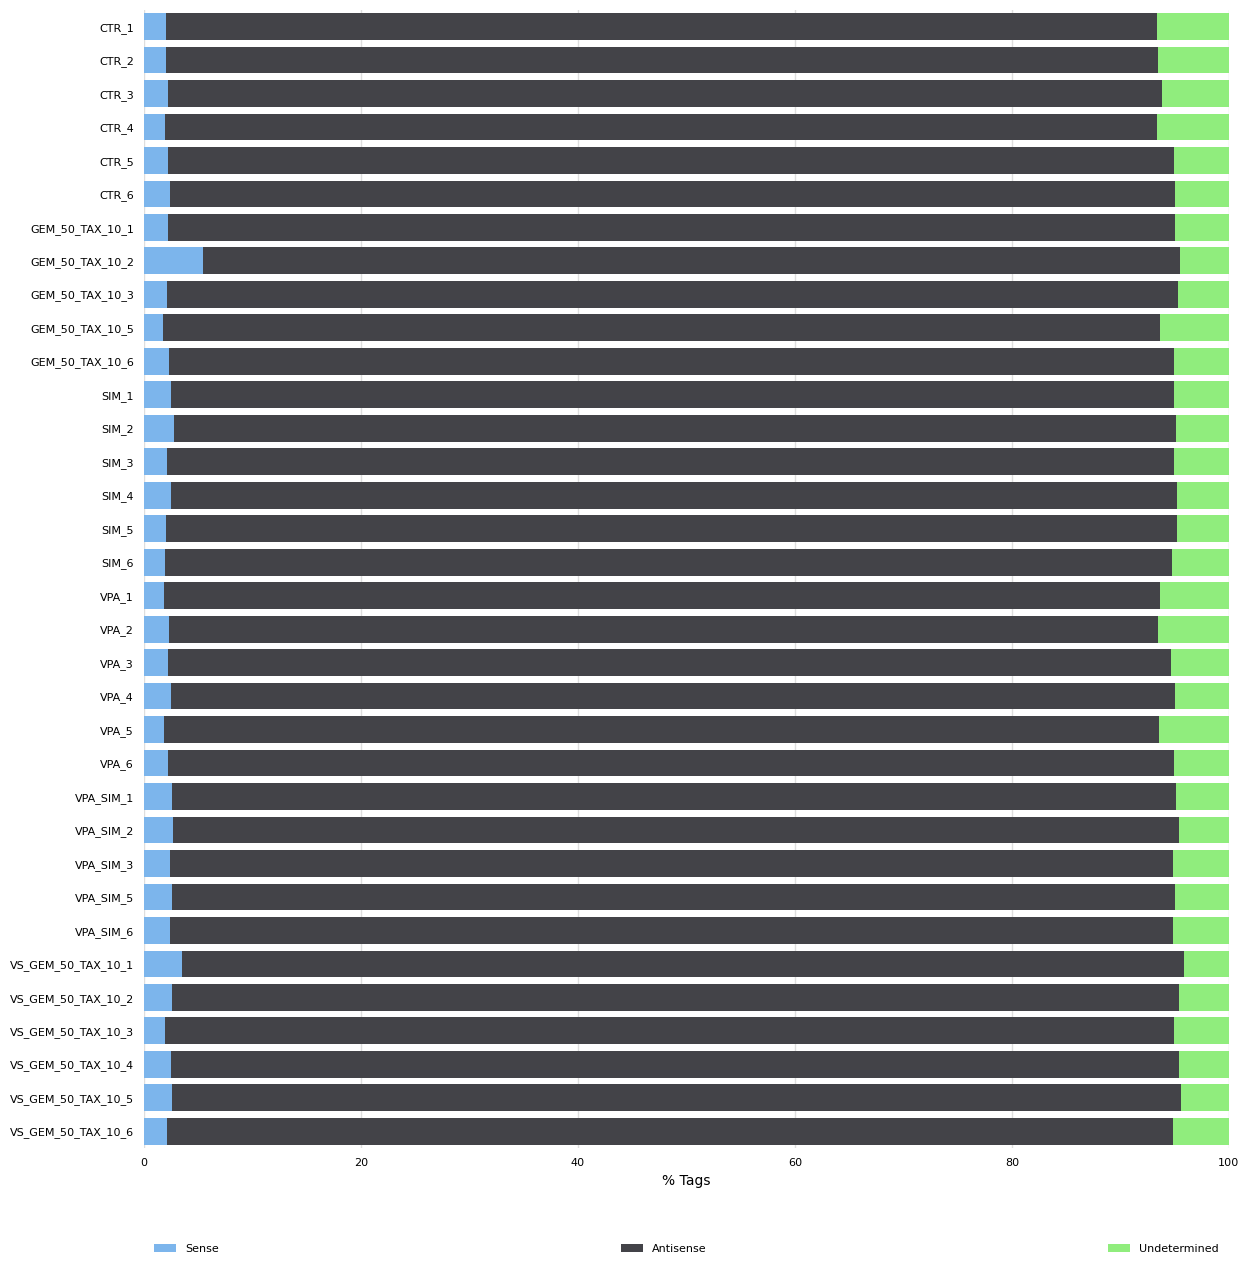 CTR_1
CTR_2
CTR_3
CTR_4
CTR_5
CTR_6
GEM_50_TAX_10_1
GEM_50_TAX_10_2
GEM_50_TAX_10_3
GEM_50_TAX_10_5
GEM_50_TAX_10_6
SIM_1
SIM_2
SIM_3
SIM_4
SIM_5
SIM_6
VPA_1
VPA_2
VPA_3
VPA_4
VPA_5
VPA_6
VPA_SIM_1
VPA_SIM_2
VPA_SIM_3
VPA_SIM_5
VPA_SIM_6
VS_GEM_50_TAX_10_1
VS_GEM_50_TAX_10_2
VS_GEM_50_TAX_10_3
VS_GEM_50_TAX_10_4
VS_GEM_50_TAX_10_5
VS_GEM_50_TAX_10_6
0 20 40 60 80 100
% Tags
Sense Antisense Undetermined